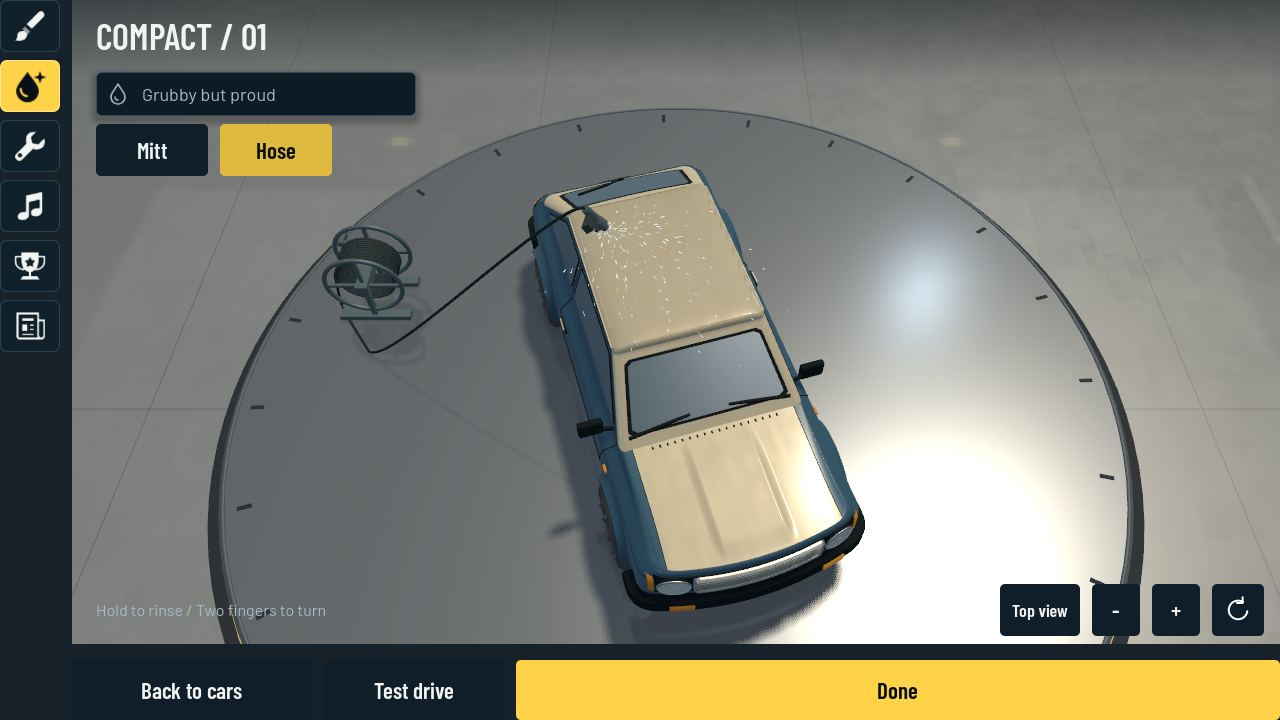 COMPACT / 01
Grubby but proud
Mitt
Hose
Hold to rinse / Two fingers to turn
Top view
-
+
Back to cars
Test drive
Done